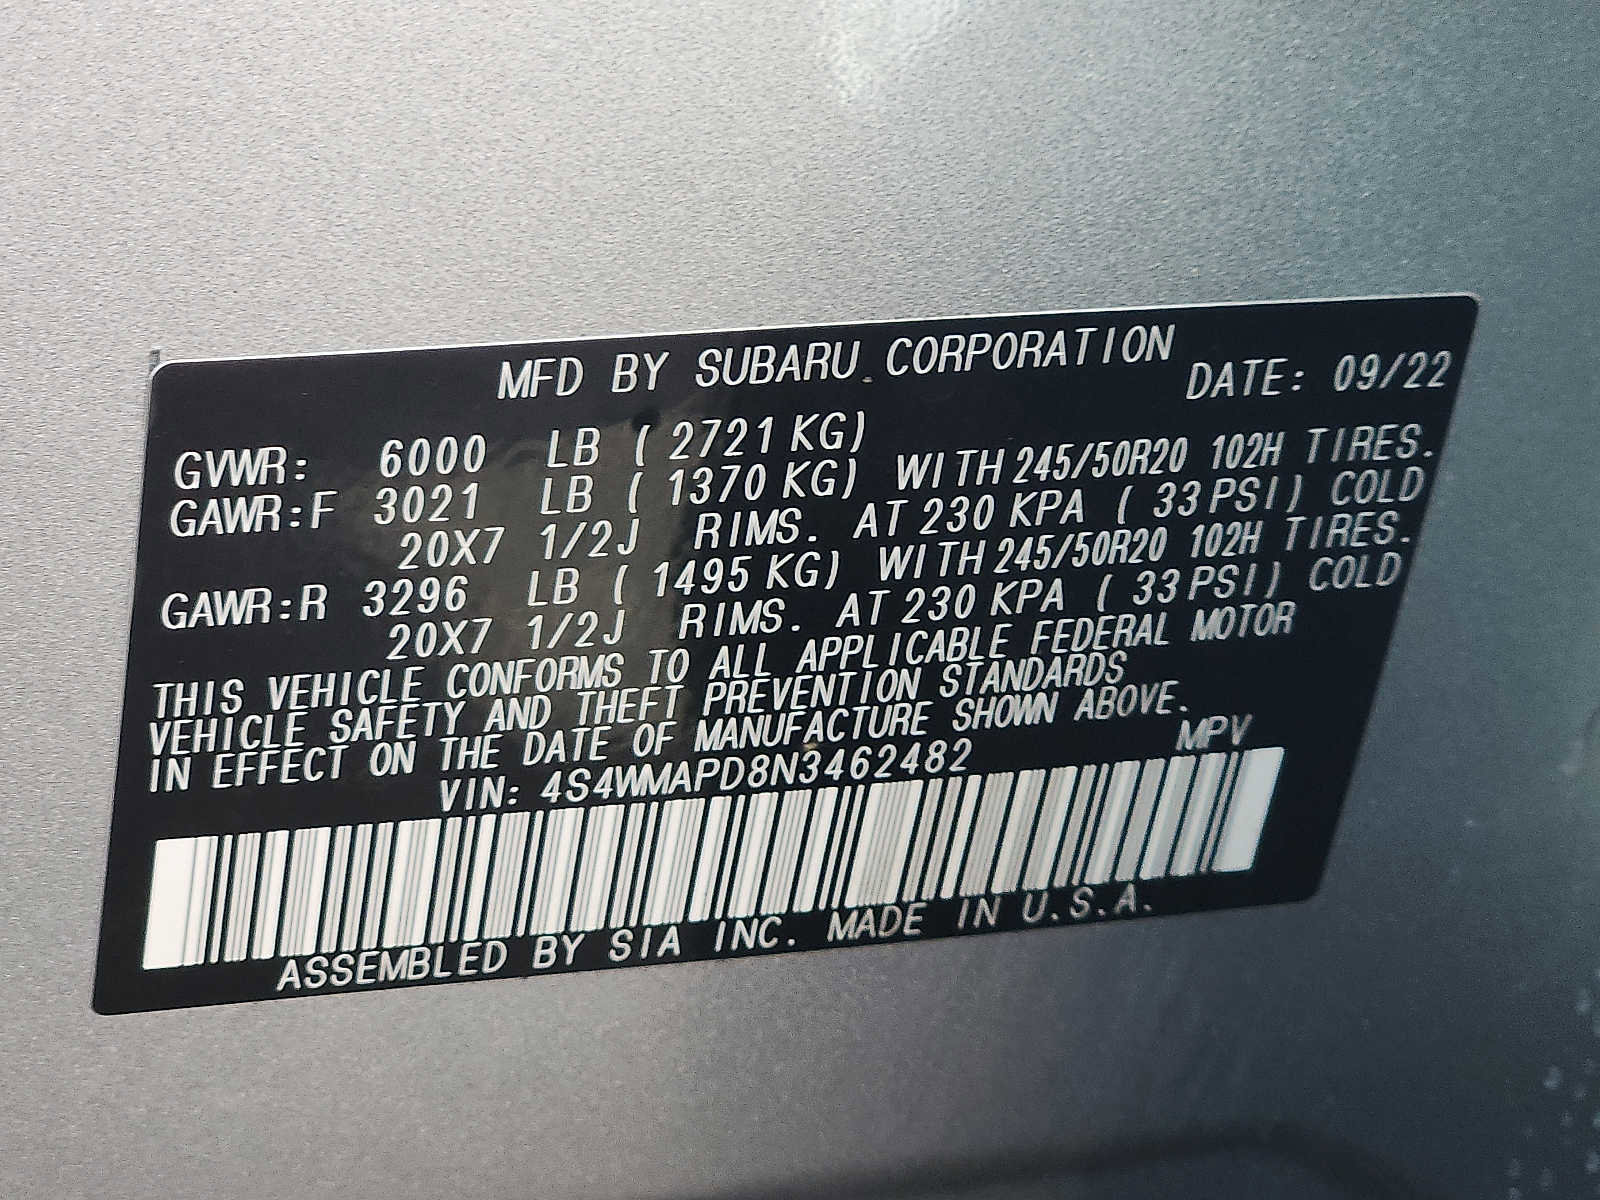 MFD BY SUBARU CORPORATION DATE: 09/22
GVWR: 6000 LB ( 2721 KG)
GAWR:F 3021 LB ( 1370 KG) WITH 245/50R20 102H TIRES.
20X7 1/2J RIMS. AT 230 KPA ( 33 PSI) COLD
GAWR:R 3296 LB ( 1495 KG) WITH 245/50R20 102H TIRES.
20X7 1/2J RIMS. AT 230 KPA ( 33 PSI) COLD
THIS VEHICLE CONFORMS TO ALL APPLICABLE FEDERAL MOTOR
VEHICLE SAFETY AND THEFT PREVENTION STANDARDS
IN EFFECT ON THE DATE OF MANUFACTURE SHOWN ABOVE.
VIN: 4S4WMAPD8N3462482 MPV
ASSEMBLED BY SIA INC. MADE IN U.S.A.